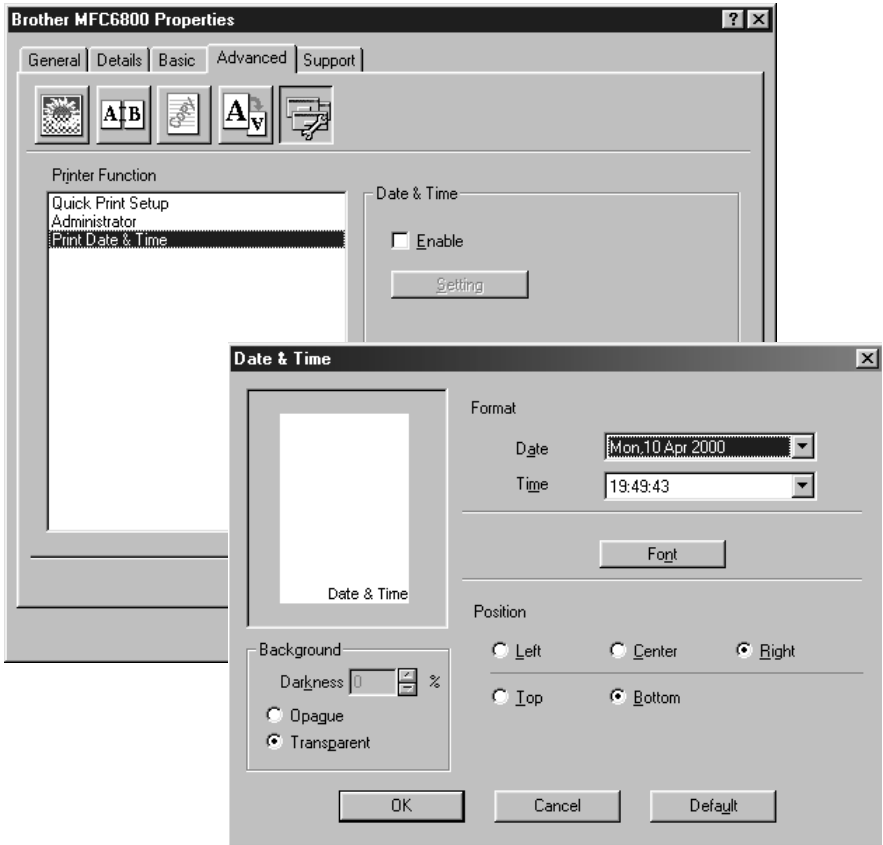 Brother MFC6800 Properties
General Details Basic Advanced Support
A B Copy A A
Printer Function
Quick Print Setup
Administrator
Print Date & Time
Date & Time
Enable
Setting
Date & Time
Date & Time
Format
Date Mon,10 Apr 2000
Time 19:49:43
Font
Position
Left Center Right
Top Bottom
Background
Darkness 0 %
Opague
Transparent
OK Cancel Default